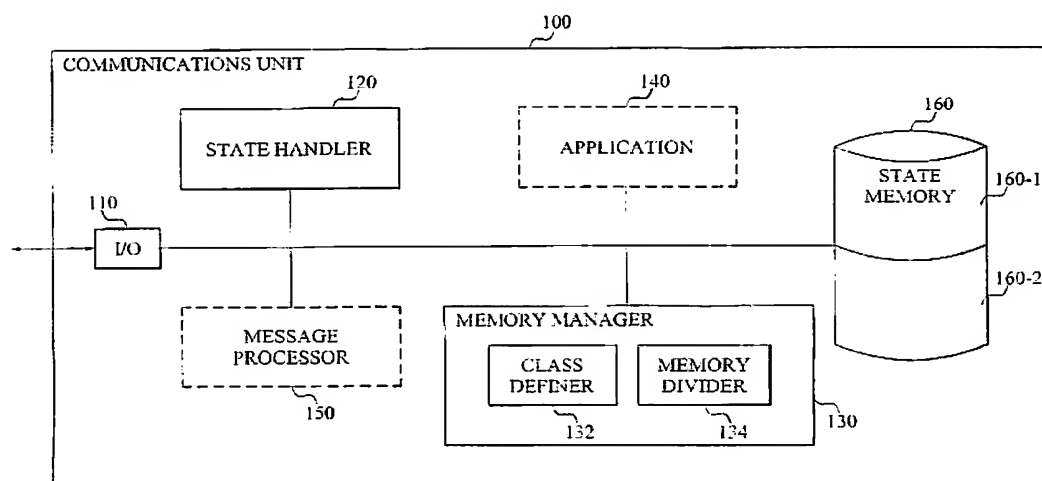 100
COMMUNICATIONS UNIT
120
140
160
STATE HANDLER
APPLICATION
STATE
MEMORY
160-1
110
I/O
160-2
MESSAGE
PROCESSOR
150
MEMORY MANAGER
CLASS
DEFINER
MEMORY
DIVIDER
132
134
130